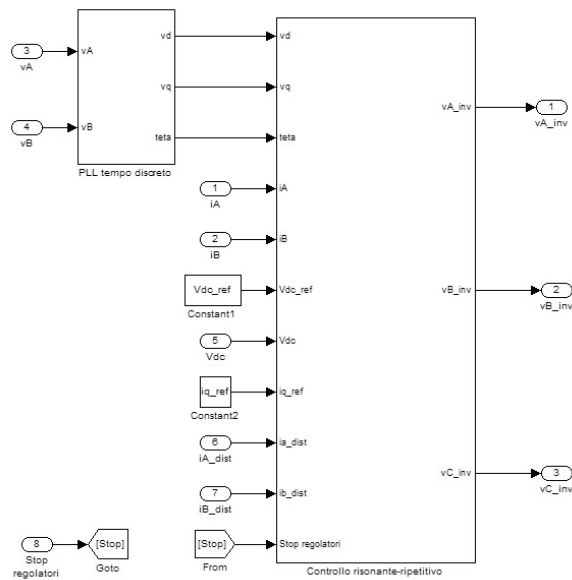 3
vA
vA
4
vB
vB
vd
vq
teta
PLL tempo discreto
vd
vq
teta
1
iA
iA
2
iB
iB
Vdc_ref
Constant1
Vdc_ref
5
Vdc
Vdc
iq_ref
Constant2
iq_ref
6
iA_dist
ia_dist
7
iB_dist
ib_dist
8
Stop
regolatori
[Stop]
Goto
[Stop]
From
Stop regolatori
Controllo risonante-ripetitivo
vA_inv
1
vA_inv
vB_inv
2
vB_inv
vC_inv
3
vC_inv